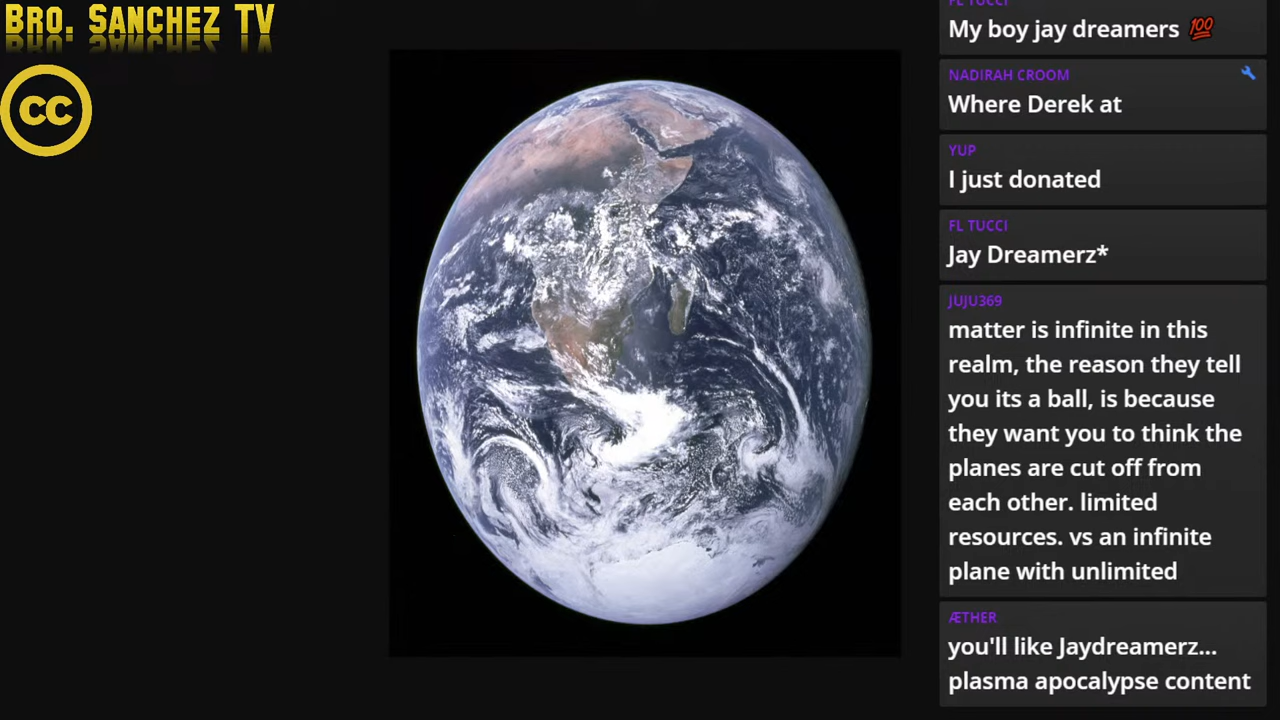 Bro. Sanchez TV
CC
FL TUCCI
My boy jay dreamers 💯
NADIRAH CROOM
Where Derek at
YUP
I just donated
FL TUCCI
Jay Dreamerz*
JUJU369
matter is infinite in this
realm, the reason they tell
you its a ball, is because
they want you to think the
planes are cut off from
each other. limited
resources. vs an infinite
plane with unlimited
ÆTHER
you'll like Jaydreamerz...
plasma apocalypse content